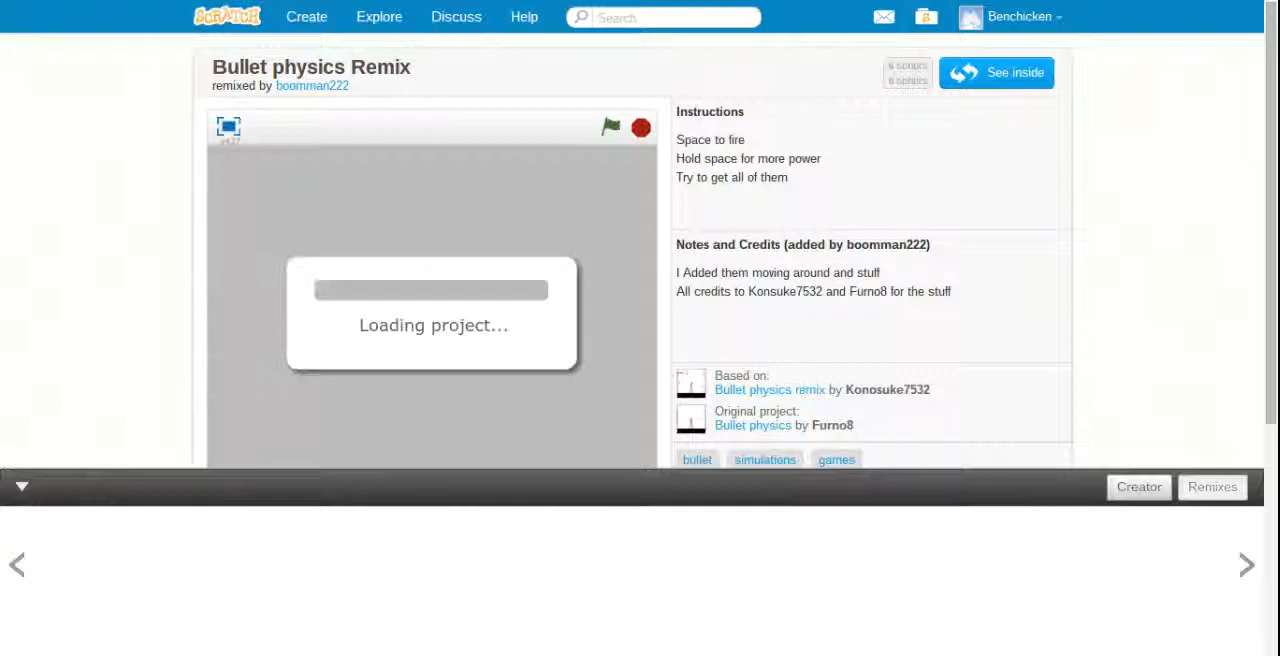 SCRATCH Create Explore Discuss Help Search Benchicken
Bullet physics Remix
remixed by boomman222
See inside
Instructions
Space to fire
Hold space for more power
Try to get all of them
Loading project...
Notes and Credits (added by boomman222)
I Added them moving around and stuff
All credits to Konsuke7532 and Furno8 for the stuff
Based on:
Bullet physics remix by Konosuke7532
Original project:
Bullet physics by Furno8
bullet simulations games
Creator Remixes